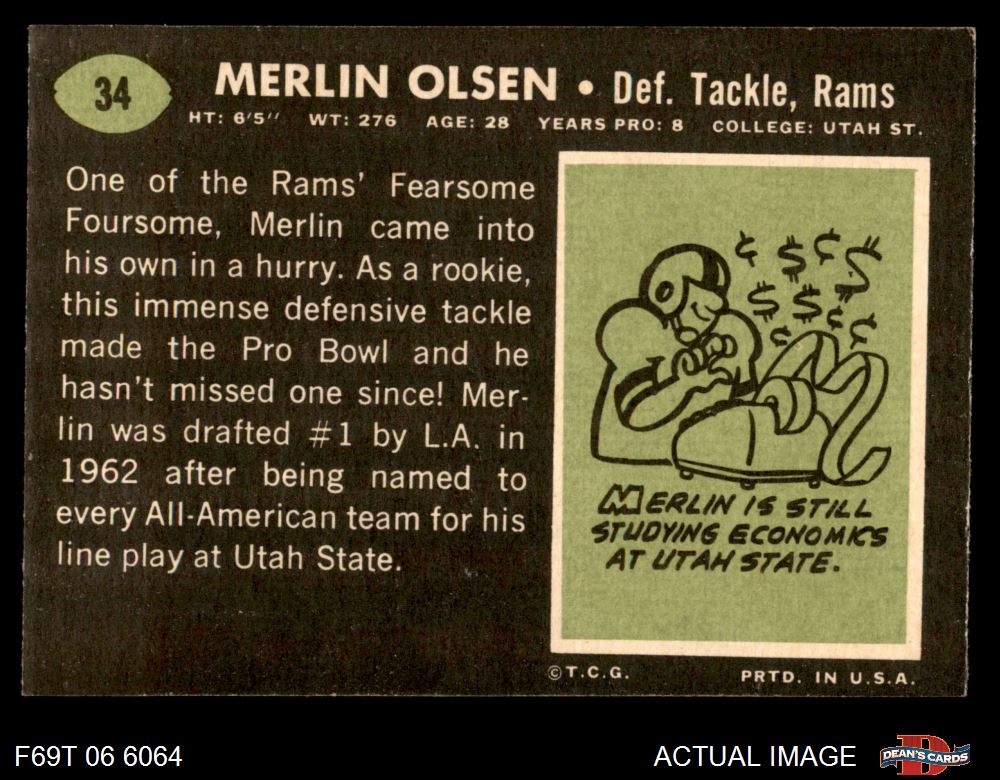 34
MERLIN OLSEN • Def. Tackle, Rams
HT: 6'5" WT: 276 AGE: 28 YEARS PRO: 8 COLLEGE: UTAH ST.
One of the Rams' Fearsome
Foursome, Merlin came into
his own in a hurry. As a rookie,
this immense defensive tackle
made the Pro Bowl and he
hasn't missed one since! Mer-
lin was drafted #1 by L.A. in
1962 after being named to
every All-American team for his
line play at Utah State.
¢ $ ¢ $
$ $ ¢
¢ ¢
MERLIN IS STILL
STUDYING ECONOMICS
AT UTAH STATE.
©T.C.G. PRTD. IN U.S.A.
F69T 06 6064
ACTUAL IMAGE
D
DEAN'S CARDS